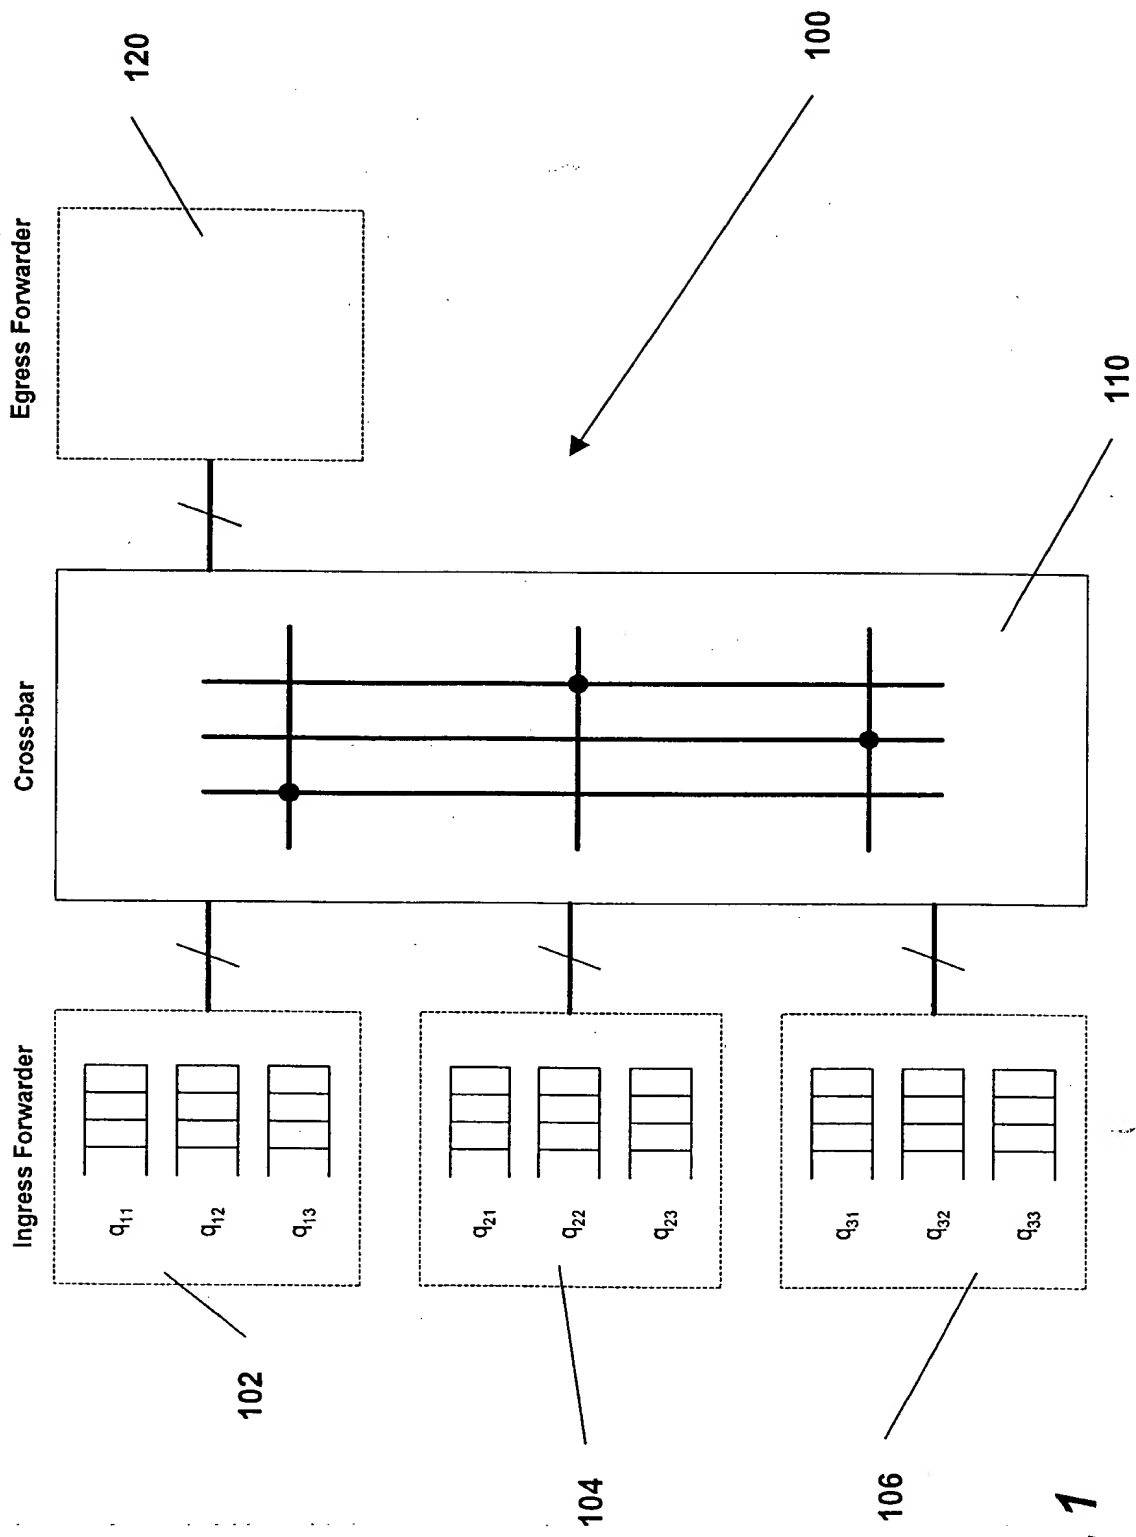 Ingress Forwarder
Cross-bar
Egress Forwarder
120
100
110
q11
q12
q13
q21
q22
q23
q31
q32
q33
102
104
106
1